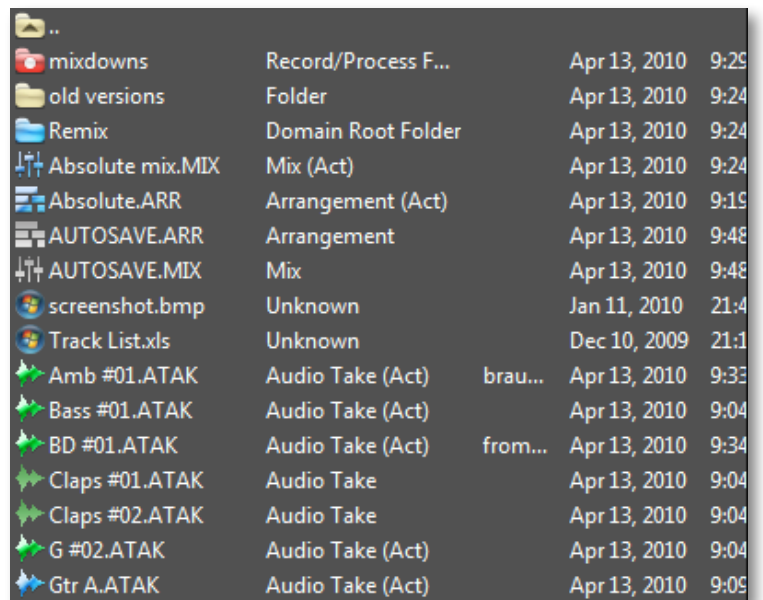 ..
mixdowns Record/Process F... Apr 13, 2010 9:29
old versions Folder Apr 13, 2010 9:24
Remix Domain Root Folder Apr 13, 2010 9:24
Absolute mix.MIX Mix (Act) Apr 13, 2010 9:24
Absolute.ARR Arrangement (Act) Apr 13, 2010 9:19
AUTOSAVE.ARR Arrangement Apr 13, 2010 9:48
AUTOSAVE.MIX Mix Apr 13, 2010 9:48
screenshot.bmp Unknown Jan 11, 2010 21:4
Track List.xls Unknown Dec 10, 2009 21:1
Amb #01.ATAK Audio Take (Act) brau... Apr 13, 2010 9:33
Bass #01.ATAK Audio Take (Act) Apr 13, 2010 9:04
BD #01.ATAK Audio Take (Act) from... Apr 13, 2010 9:34
Claps #01.ATAK Audio Take Apr 13, 2010 9:04
Claps #02.ATAK Audio Take Apr 13, 2010 9:04
G #02.ATAK Audio Take (Act) Apr 13, 2010 9:04
Gtr A.ATAK Audio Take (Act) Apr 13, 2010 9:09